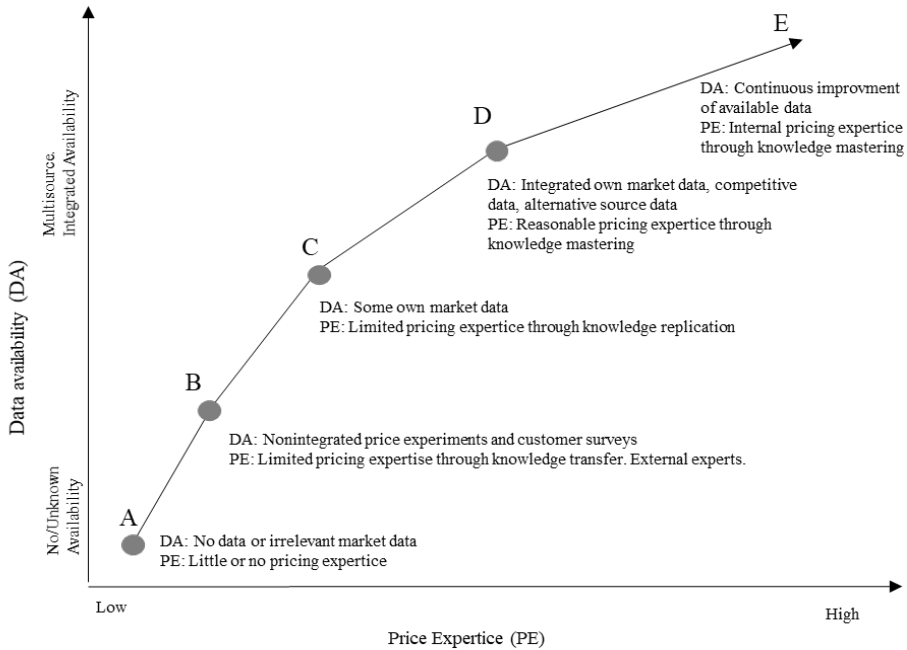 E
DA: Continuous improvment
of available data
PE: Internal pricing expertice
through knowledge mastering
D
DA: Integrated own market data, competitive
data, alternative source data
PE: Reasonable pricing expertice through
knowledge mastering
C
DA: Some own market data
PE: Limited pricing expertice through knowledge replication
B
DA: Nonintegrated price experiments and customer surveys
PE: Limited pricing expertise through knowledge transfer. External experts.
A
DA: No data or irrelevant market data
PE: Little or no pricing expertice
Multisource.
Integrated Availability
Data availability (DA)
No/Unknown
Availability
Low
High
Price Expertice (PE)